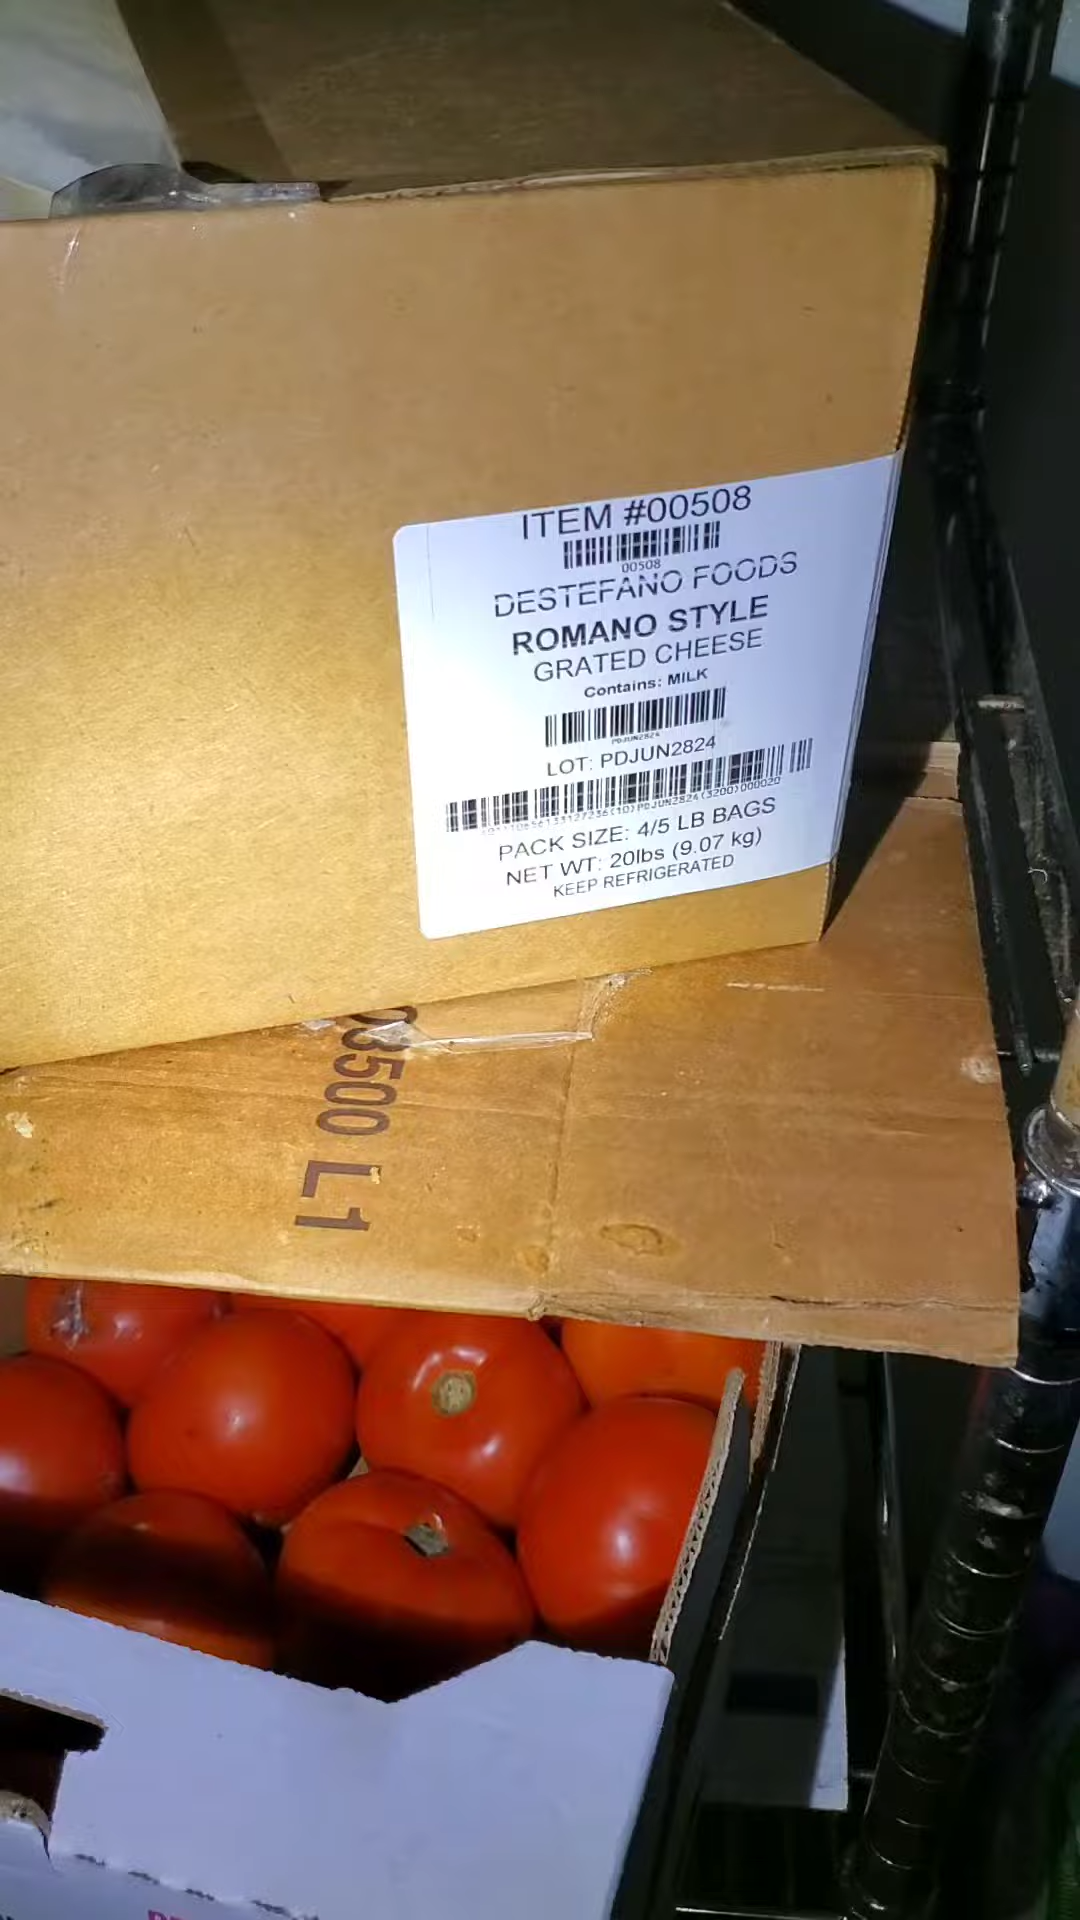 ITEM #00508
00508
DESTEFANO FOODS
ROMANO STYLE
GRATED CHEESE
Contains: MILK
PDJUN2824
LOT: PDJUN2824
PACK SIZE: 4/5 LB BAGS
NET WT: 20lbs (9.07 kg)
KEEP REFRIGERATED
03500 L1